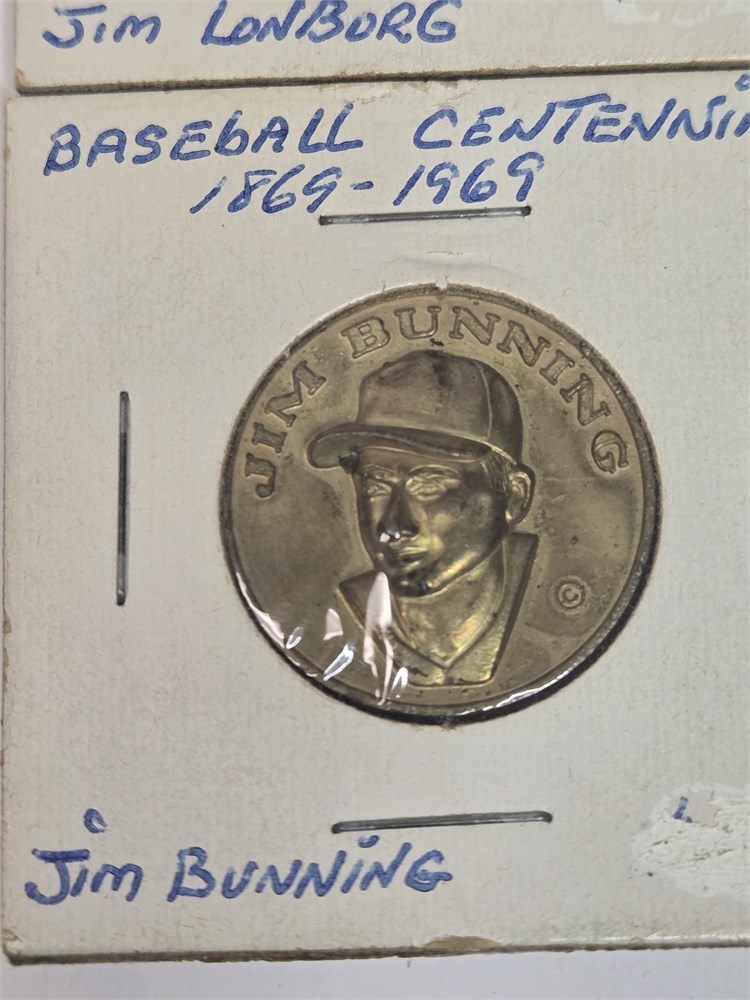 Jim LONBORG
BASEbALL CENTENNi
1869-1969
JIM BUNNING
©
Jim BUNNiNG